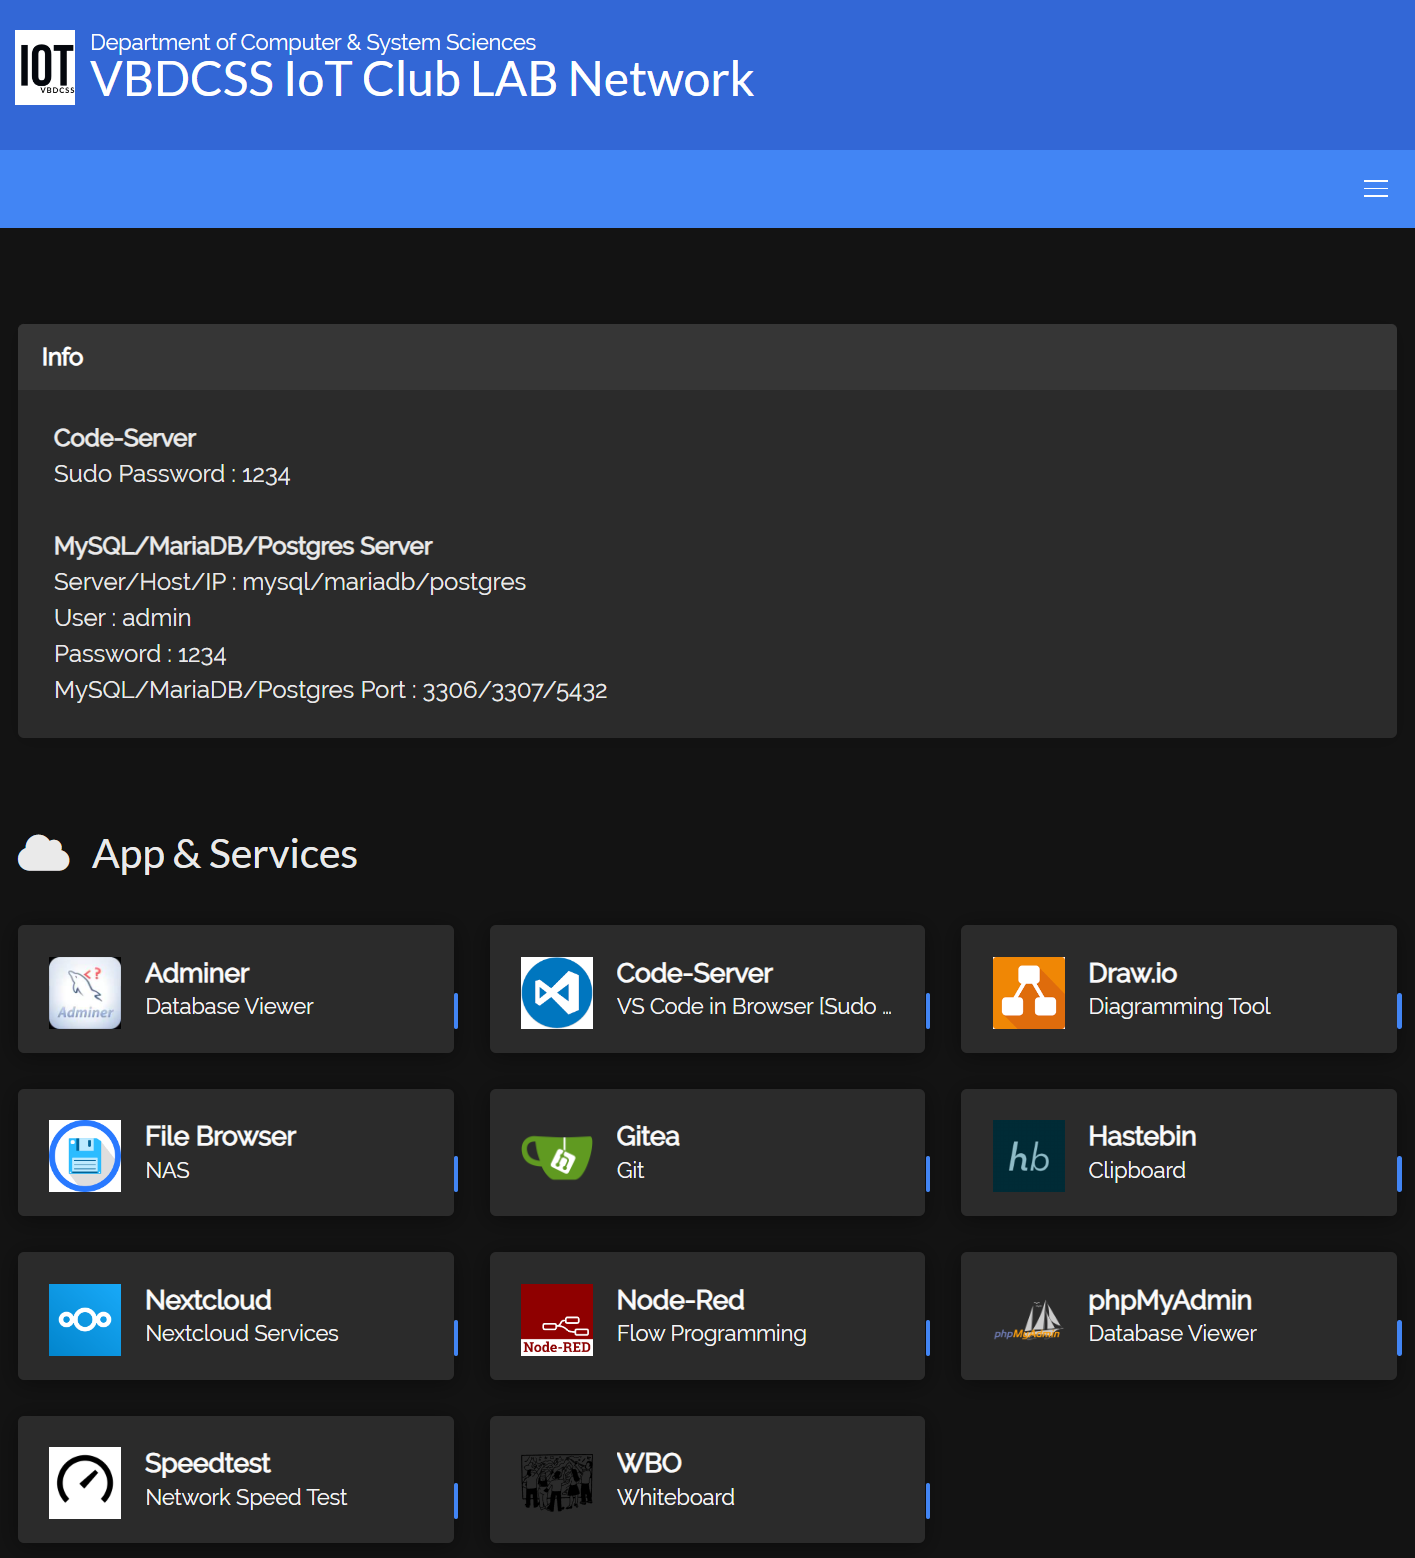 IOT
VBDCSS
Department of Computer & System Sciences
VBDCSS IoT Club LAB Network
Info
Code-Server
Sudo Password : 1234
MySQL/MariaDB/Postgres Server
Server/Host/IP : mysql/mariadb/postgres
User : admin
Password : 1234
MySQL/MariaDB/Postgres Port : 3306/3307/5432
App & Services
<?
Adminer
Adminer
Database Viewer
Code-Server
VS Code in Browser [Sudo ...
Draw.io
Diagramming Tool
File Browser
NAS
Gitea
Git
hb
Hastebin
Clipboard
Nextcloud
Nextcloud Services
Node-RED
Node-Red
Flow Programming
phpMyAdmin
phpMyAdmin
Database Viewer
Speedtest
Network Speed Test
WBO
Whiteboard